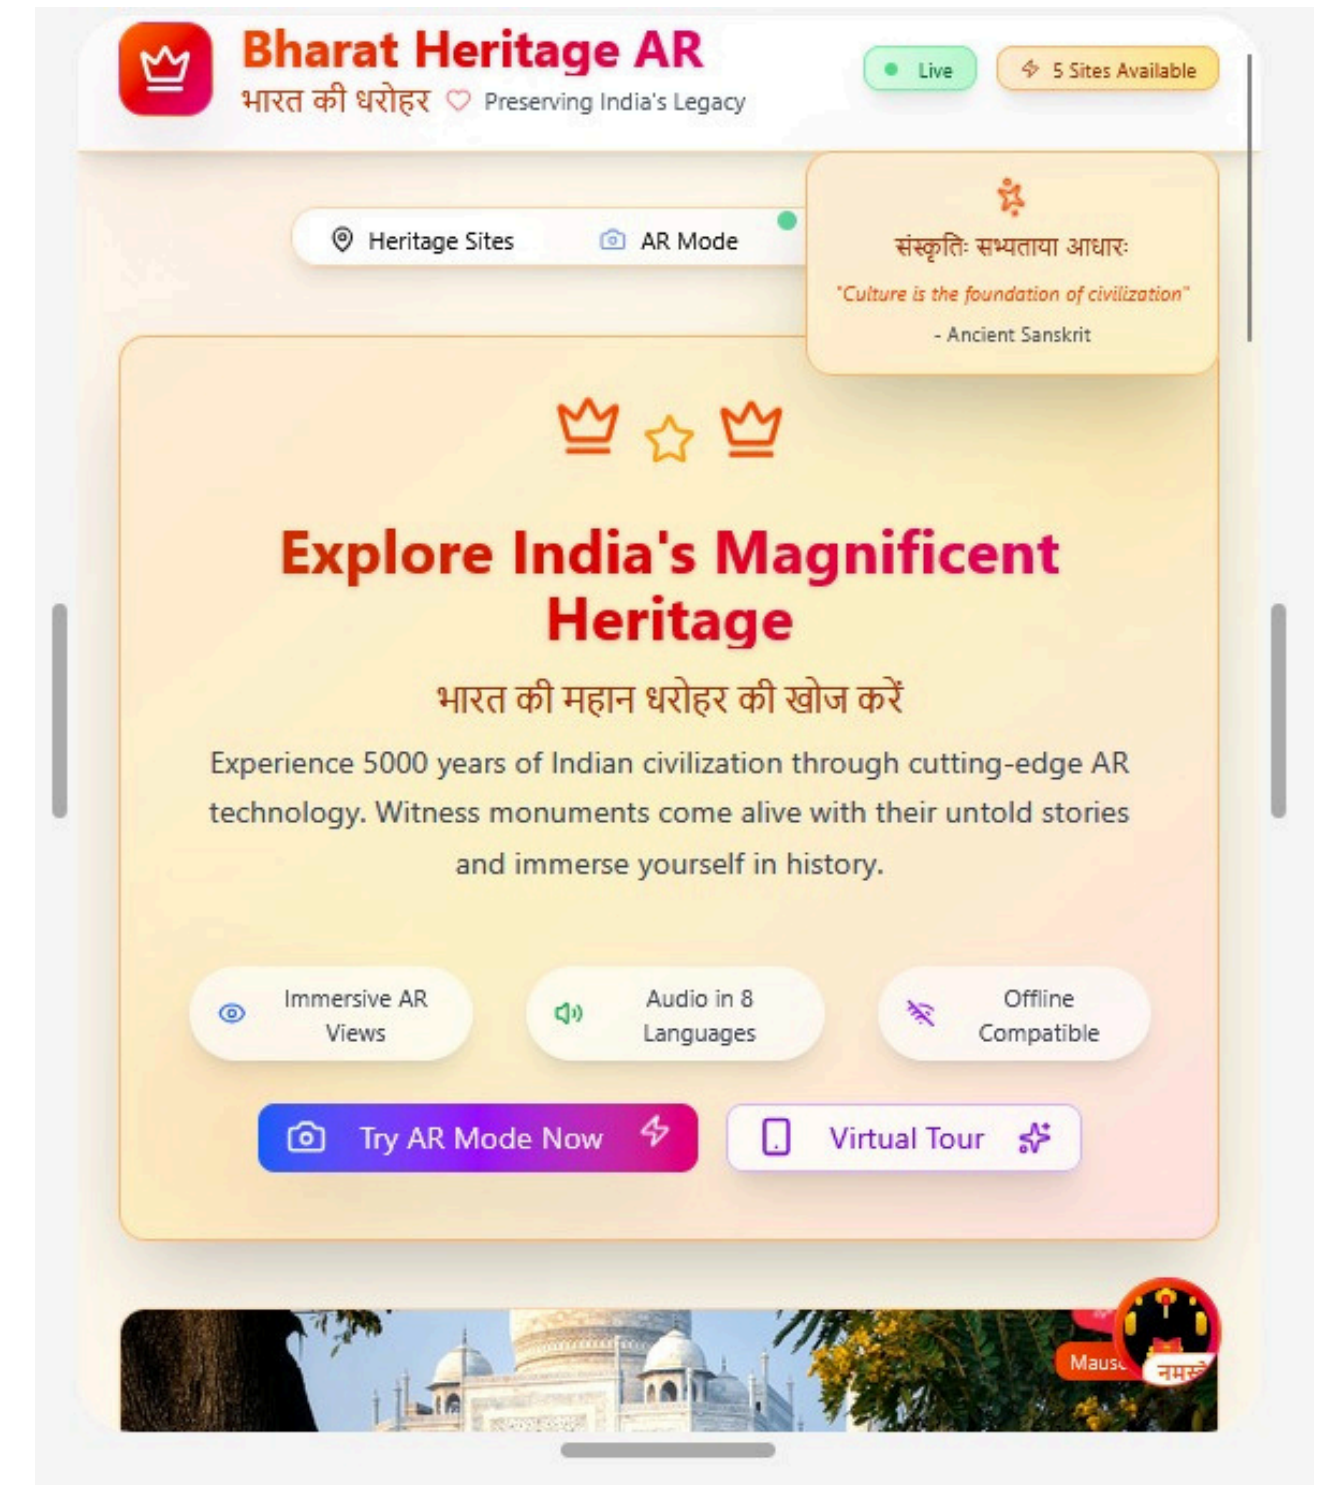 Bharat Heritage AR
भारत की धरोहर Preserving India's Legacy
Live
5 Sites Available
Heritage Sites
AR Mode
संस्कृतिः सभ्यताया आधारः
"Culture is the foundation of civilization"
- Ancient Sanskrit
Explore India's Magnificent
Heritage
भारत की महान धरोहर की खोज करें
Experience 5000 years of Indian civilization through cutting-edge AR
technology. Witness monuments come alive with their untold stories
and immerse yourself in history.
Immersive AR
Views
Audio in 8
Languages
Offline
Compatible
Try AR Mode Now
Virtual Tour
नमस्ते